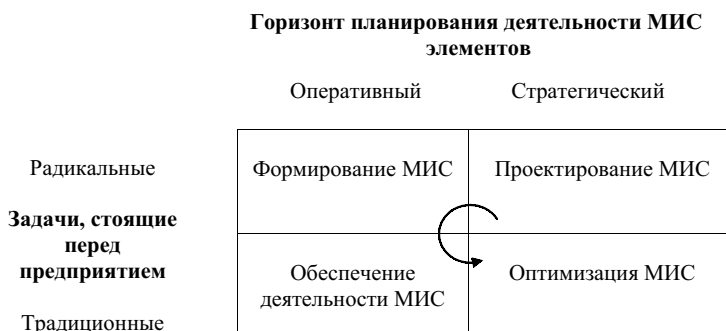 Горизонт планирования деятельности МИС
элементов
Оперативный Стратегический
Радикальные
Формирование МИС Проектирование МИС
Задачи, стоящие
перед
предприятием
Обеспечение
деятельности МИС
Оптимизация МИС
Традиционные